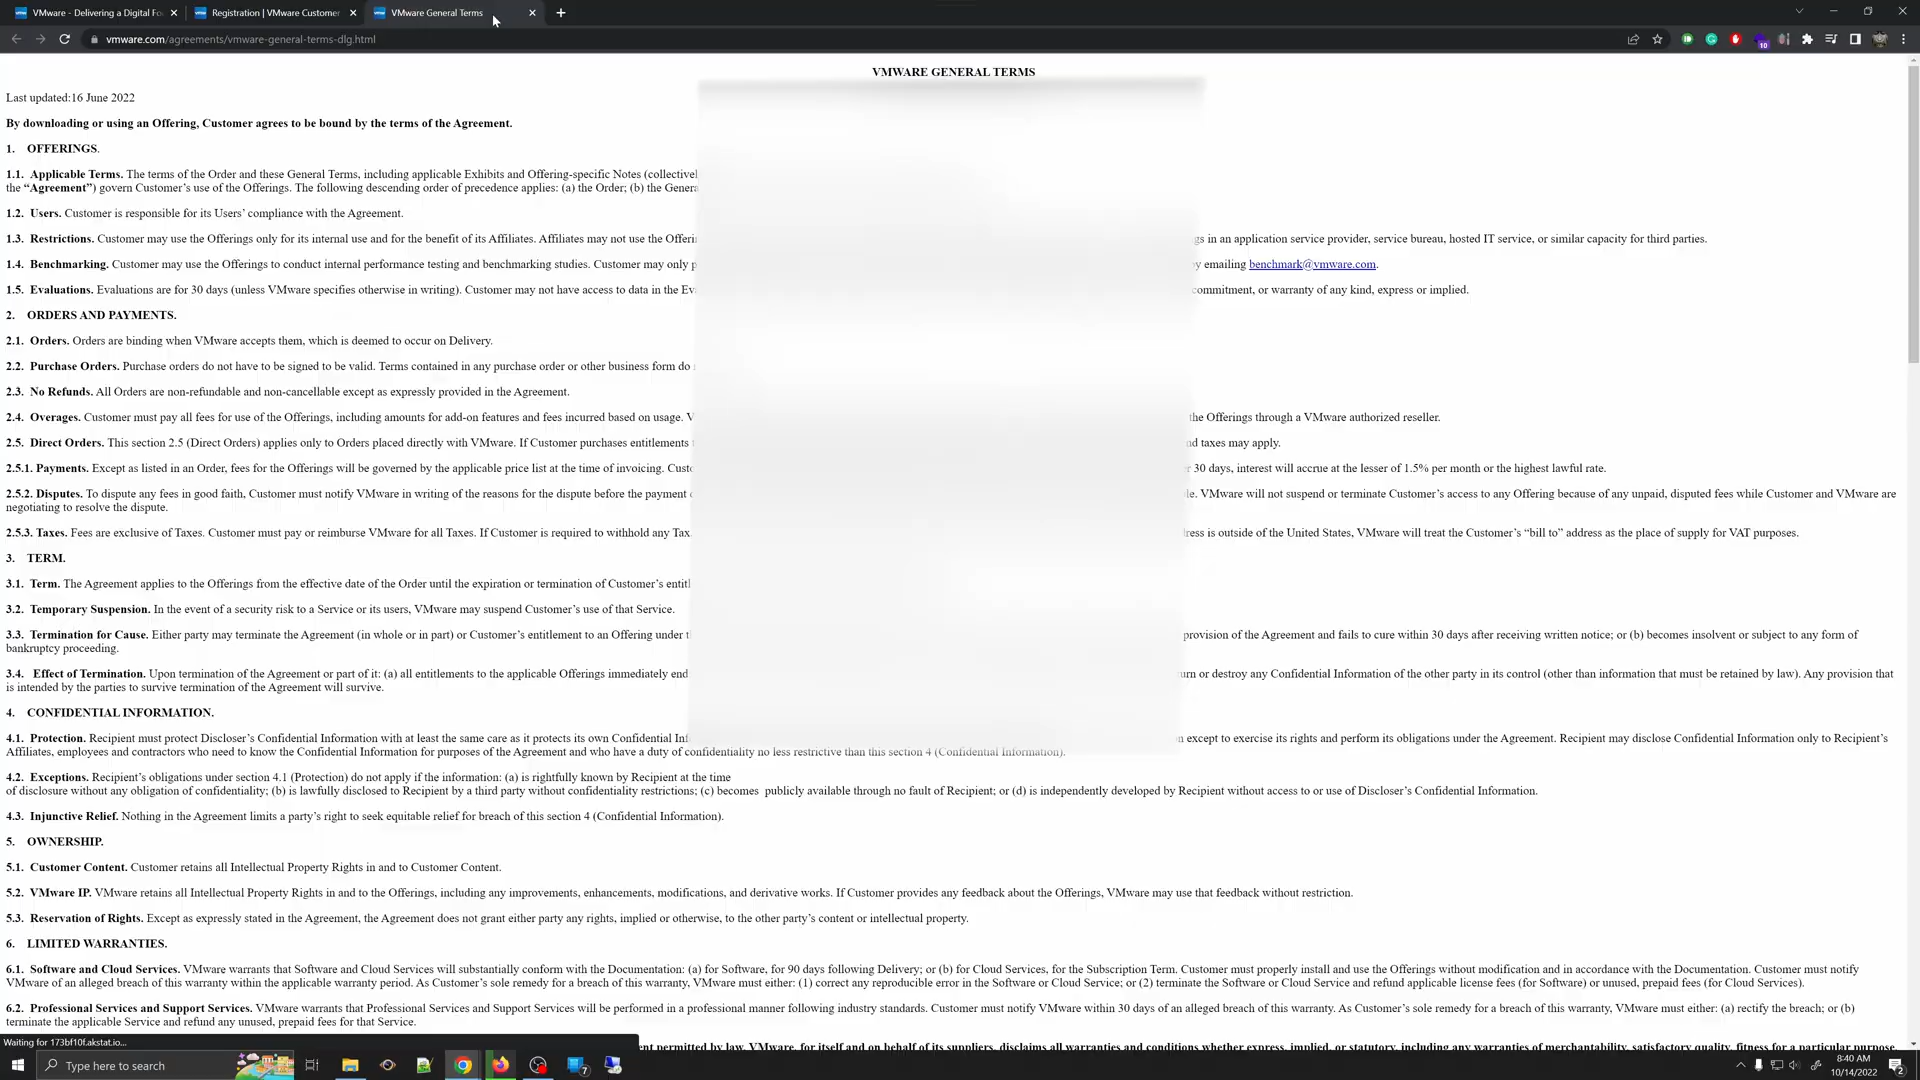 VMware - Delivering a Digital Fo
Registration | VMware Customer
VMware General Terms
vmware.com/agreements/vmware-general-terms-dlg.html
10
VMWARE GENERAL TERMS
Last updated:16 June 2022
By downloading or using an Offering, Customer agrees to be bound by the terms of the Agreement.
1. OFFERINGS.
1.1. Applicable Terms. The terms of the Order and these General Terms, including applicable Exhibits and Offering-specific Notes (collectivel
the “Agreement”) govern Customer’s use of the Offerings. The following descending order of precedence applies: (a) the Order; (b) the Genera
1.2. Users. Customer is responsible for its Users’ compliance with the Agreement.
1.3. Restrictions. Customer may use the Offerings only for its internal use and for the benefit of its Affiliates. Affiliates may not use the Offeri gs in an application service provider, service bureau, hosted IT service, or similar capacity for third parties.
1.4. Benchmarking. Customer may use the Offerings to conduct internal performance testing and benchmarking studies. Customer may only p y emailing benchmark@vmware.com.
1.5. Evaluations. Evaluations are for 30 days (unless VMware specifies otherwise in writing). Customer may not have access to data in the Ev commitment, or warranty of any kind, express or implied.
2. ORDERS AND PAYMENTS.
2.1. Orders. Orders are binding when VMware accepts them, which is deemed to occur on Delivery.
2.2. Purchase Orders. Purchase orders do not have to be signed to be valid. Terms contained in any purchase order or other business form do
2.3. No Refunds. All Orders are non-refundable and non-cancellable except as expressly provided in the Agreement.
2.4. Overages. Customer must pay all fees for use of the Offerings, including amounts for add-on features and fees incurred based on usage. V the Offerings through a VMware authorized reseller.
2.5. Direct Orders. This section 2.5 (Direct Orders) applies only to Orders placed directly with VMware. If Customer purchases entitlements nd taxes may apply.
2.5.1. Payments. Except as listed in an Order, fees for the Offerings will be governed by the applicable price list at the time of invoicing. Custo 30 days, interest will accrue at the lesser of 1.5% per month or the highest lawful rate.
2.5.2. Disputes. To dispute any fees in good faith, Customer must notify VMware in writing of the reasons for the dispute before the payment le. VMware will not suspend or terminate Customer’s access to any Offering because of any unpaid, disputed fees while Customer and VMware are
negotiating to resolve the dispute.
2.5.3. Taxes. Fees are exclusive of Taxes. Customer must pay or reimburse VMware for all Taxes. If Customer is required to withhold any Tax ress is outside of the United States, VMware will treat the Customer’s “bill to” address as the place of supply for VAT purposes.
3. TERM.
3.1. Term. The Agreement applies to the Offerings from the effective date of the Order until the expiration or termination of Customer’s entitl
3.2. Temporary Suspension. In the event of a security risk to a Service or its users, VMware may suspend Customer’s use of that Service.
3.3. Termination for Cause. Either party may terminate the Agreement (in whole or in part) or Customer’s entitlement to an Offering under t provision of the Agreement and fails to cure within 30 days after receiving written notice; or (b) becomes insolvent or subject to any form of
bankruptcy proceeding.
3.4. Effect of Termination. Upon termination of the Agreement or part of it: (a) all entitlements to the applicable Offerings immediately end urn or destroy any Confidential Information of the other party in its control (other than information that must be retained by law). Any provision that
is intended by the parties to survive termination of the Agreement will survive.
4. CONFIDENTIAL INFORMATION.
4.1. Protection. Recipient must protect Discloser’s Confidential Information with at least the same care as it protects its own Confidential Inf n except to exercise its rights and perform its obligations under the Agreement. Recipient may disclose Confidential Information only to Recipient’s
Affiliates, employees and contractors who need to know the Confidential Information for purposes of the Agreement and who have a duty of confidentiality no less restrictive than this section 4 (Confidential Information).
4.2. Exceptions. Recipient’s obligations under section 4.1 (Protection) do not apply if the information: (a) is rightfully known by Recipient at the time
of disclosure without any obligation of confidentiality; (b) is lawfully disclosed to Recipient by a third party without confidentiality restrictions; (c) becomes publicly available through no fault of Recipient; or (d) is independently developed by Recipient without access to or use of Discloser’s Confidential Information.
4.3. Injunctive Relief. Nothing in the Agreement limits a party’s right to seek equitable relief for breach of this section 4 (Confidential Information).
5. OWNERSHIP.
5.1. Customer Content. Customer retains all Intellectual Property Rights in and to Customer Content.
5.2. VMware IP. VMware retains all Intellectual Property Rights in and to the Offerings, including any improvements, enhancements, modifications, and derivative works. If Customer provides any feedback about the Offerings, VMware may use that feedback without restriction.
5.3. Reservation of Rights. Except as expressly stated in the Agreement, the Agreement does not grant either party any rights, implied or otherwise, to the other party’s content or intellectual property.
6. LIMITED WARRANTIES.
6.1. Software and Cloud Services. VMware warrants that Software and Cloud Services will substantially conform with the Documentation: (a) for Software, for 90 days following Delivery; or (b) for Cloud Services, for the Subscription Term. Customer must properly install and use the Offerings without modification and in accordance with the Documentation. Customer must notify
VMware of an alleged breach of this warranty within the applicable warranty period. As Customer’s sole remedy for a breach of this warranty, VMware must either: (1) correct any reproducible error in the Software or Cloud Service; or (2) terminate the Software or Cloud Service and refund applicable license fees (for Software) or unused, prepaid fees (for Cloud Services).
6.2. Professional Services and Support Services. VMware warrants that Professional Services and Support Services will be performed in a professional manner following industry standards. Customer must notify VMware within 30 days of an alleged breach of this warranty. As Customer’s sole remedy for a breach of this warranty, VMware must either: (a) rectify the breach; or (b)
terminate the applicable Service and refund any unused, prepaid fees for that Service.
Waiting for 173bf10f.akstat.io...
ent permitted by law, VMware, for itself and on behalf of its suppliers, disclaims all warranties and conditions whether express, implied, or statutory, including any warranties of merchantability, satisfactory quality, fitness for a particular purpose,
Type here to search
7
8:40 AM
10/14/2022
2